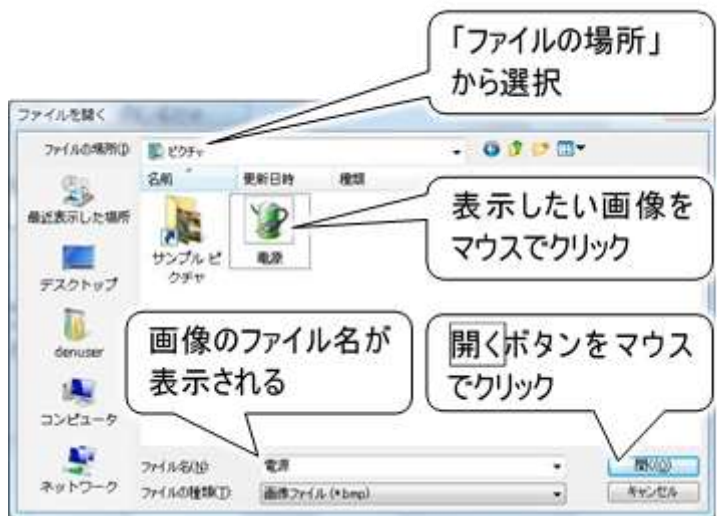 「ファイルの場所」
から選択
ファイルを開く
ファイルの場所(I)
ピクチャ
名前 更新日時 種類
最近表示した場所
デスクトップ
denuser
コンピュータ
ネットワーク
サンプル ピ
クチャ
電源
表示したい画像を
マウスでクリック
画像のファイル名が
表示される
開くボタンをマウス
でクリック
ファイル名(N): 電源 開く(O)
ファイルの種類(T): 画像ファイル (*bmp) キャンセル